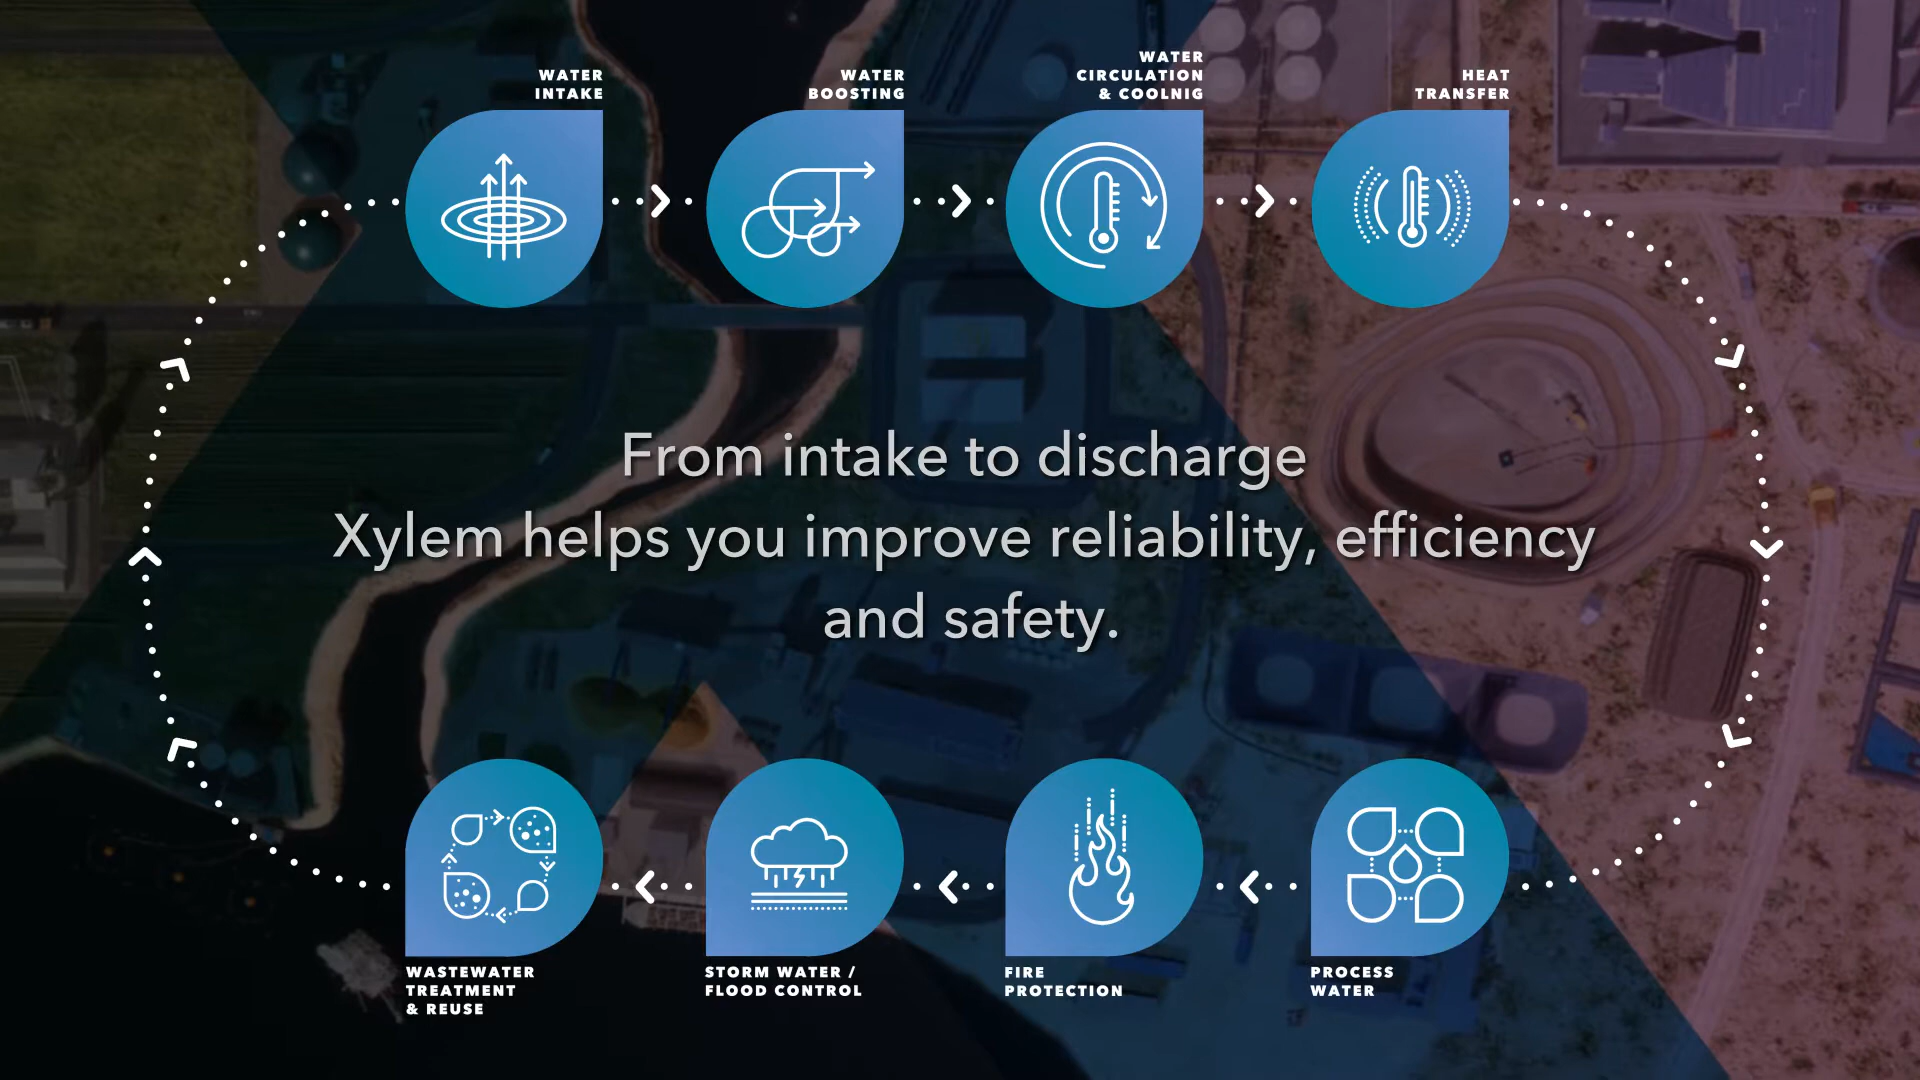 WATER
INTAKE
WATER
BOOSTING
WATER
CIRCULATION
& COOLNIG
HEAT
TRANSFER
From intake to discharge
Xylem helps you improve reliability, efficiency
and safety.
WASTEWATER
TREATMENT
& REUSE
STORM WATER /
FLOOD CONTROL
FIRE
PROTECTION
PROCESS
WATER